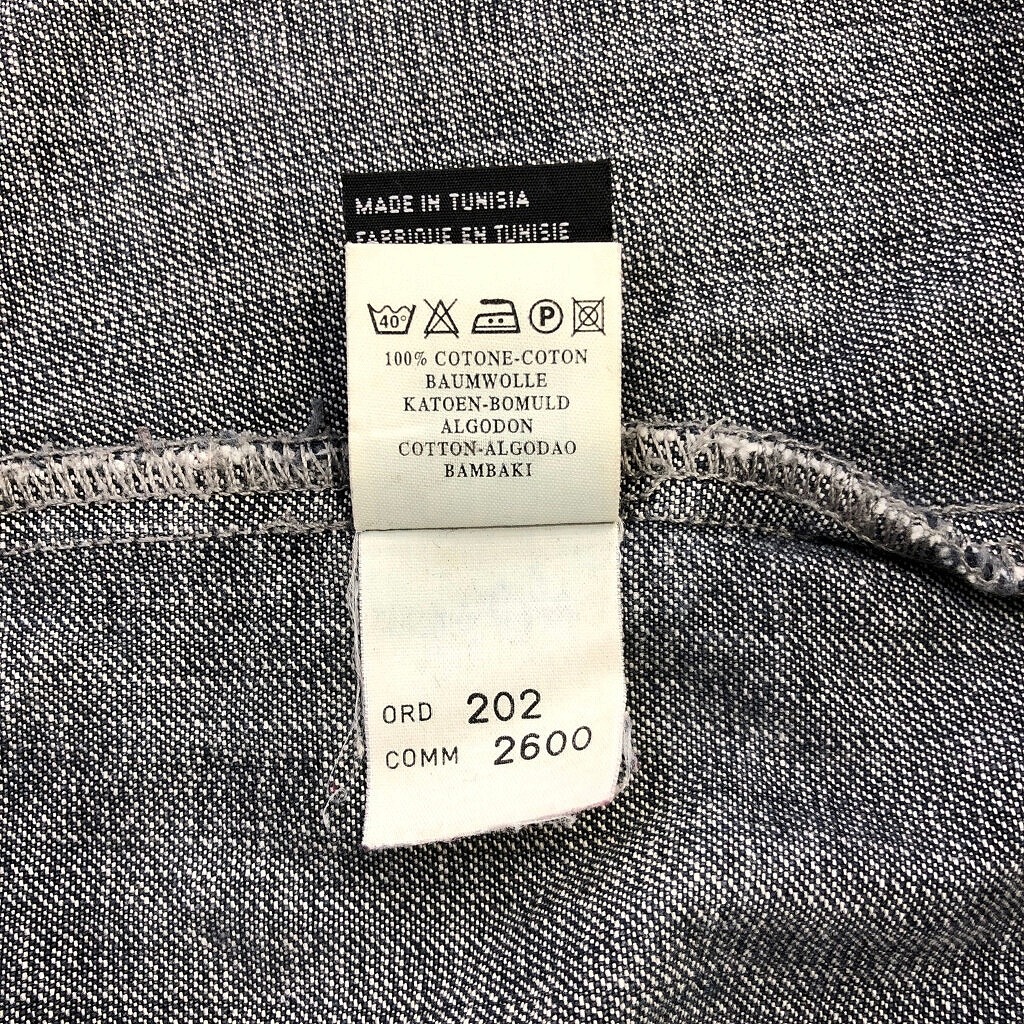 MADE IN TUNISIA
FABRIQUE EN TUNISIE
40°
P
100% COTONE-COTON
BAUMWOLLE
KATOEN-BOMULD
ALGODON
COTTON-ALGODAO
BAMBAKI
ORD 202
COMM 2600